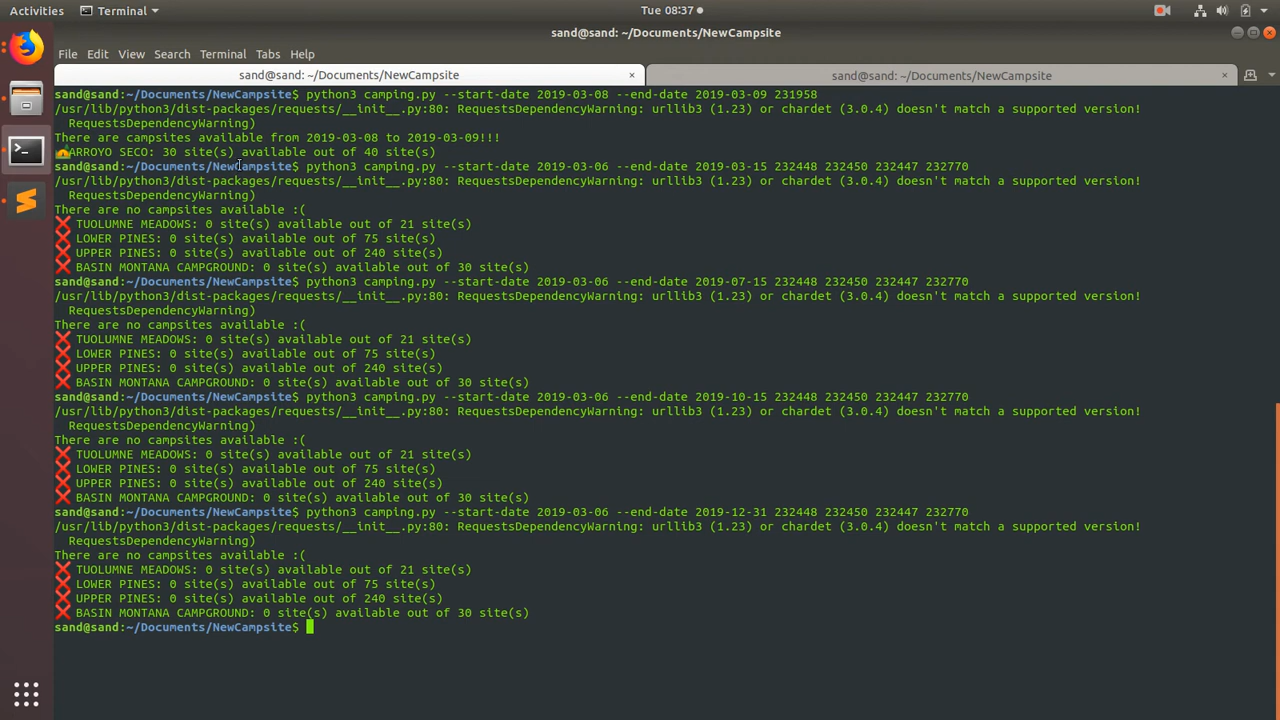 Activities Terminal Tue 08:37
sand@sand: ~/Documents/NewCampsite
File Edit View Search Terminal Tabs Help
sand@sand: ~/Documents/NewCampsite × sand@sand: ~/Documents/NewCampsite ×
sand@sand:~/Documents/NewCampsite$ python3 camping.py --start-date 2019-03-08 --end-date 2019-03-09 231958
/usr/lib/python3/dist-packages/requests/__init__.py:80: RequestsDependencyWarning: urllib3 (1.23) or chardet (3.0.4) doesn't match a supported version!
RequestsDependencyWarning)
There are campsites available from 2019-03-08 to 2019-03-09!!!
🏕ARROYO SECO: 30 site(s) available out of 40 site(s)
sand@sand:~/Documents/NewCampsite$ python3 camping.py --start-date 2019-03-06 --end-date 2019-03-15 232448 232450 232447 232770
/usr/lib/python3/dist-packages/requests/__init__.py:80: RequestsDependencyWarning: urllib3 (1.23) or chardet (3.0.4) doesn't match a supported version!
RequestsDependencyWarning)
There are no campsites available :(
❌ TUOLUMNE MEADOWS: 0 site(s) available out of 21 site(s)
❌ LOWER PINES: 0 site(s) available out of 75 site(s)
❌ UPPER PINES: 0 site(s) available out of 240 site(s)
❌ BASIN MONTANA CAMPGROUND: 0 site(s) available out of 30 site(s)
sand@sand:~/Documents/NewCampsite$ python3 camping.py --start-date 2019-03-06 --end-date 2019-07-15 232448 232450 232447 232770
/usr/lib/python3/dist-packages/requests/__init__.py:80: RequestsDependencyWarning: urllib3 (1.23) or chardet (3.0.4) doesn't match a supported version!
RequestsDependencyWarning)
There are no campsites available :(
❌ TUOLUMNE MEADOWS: 0 site(s) available out of 21 site(s)
❌ LOWER PINES: 0 site(s) available out of 75 site(s)
❌ UPPER PINES: 0 site(s) available out of 240 site(s)
❌ BASIN MONTANA CAMPGROUND: 0 site(s) available out of 30 site(s)
sand@sand:~/Documents/NewCampsite$ python3 camping.py --start-date 2019-03-06 --end-date 2019-10-15 232448 232450 232447 232770
/usr/lib/python3/dist-packages/requests/__init__.py:80: RequestsDependencyWarning: urllib3 (1.23) or chardet (3.0.4) doesn't match a supported version!
RequestsDependencyWarning)
There are no campsites available :(
❌ TUOLUMNE MEADOWS: 0 site(s) available out of 21 site(s)
❌ LOWER PINES: 0 site(s) available out of 75 site(s)
❌ UPPER PINES: 0 site(s) available out of 240 site(s)
❌ BASIN MONTANA CAMPGROUND: 0 site(s) available out of 30 site(s)
sand@sand:~/Documents/NewCampsite$ python3 camping.py --start-date 2019-03-06 --end-date 2019-12-31 232448 232450 232447 232770
/usr/lib/python3/dist-packages/requests/__init__.py:80: RequestsDependencyWarning: urllib3 (1.23) or chardet (3.0.4) doesn't match a supported version!
RequestsDependencyWarning)
There are no campsites available :(
❌ TUOLUMNE MEADOWS: 0 site(s) available out of 21 site(s)
❌ LOWER PINES: 0 site(s) available out of 75 site(s)
❌ UPPER PINES: 0 site(s) available out of 240 site(s)
❌ BASIN MONTANA CAMPGROUND: 0 site(s) available out of 30 site(s)
sand@sand:~/Documents/NewCampsite$